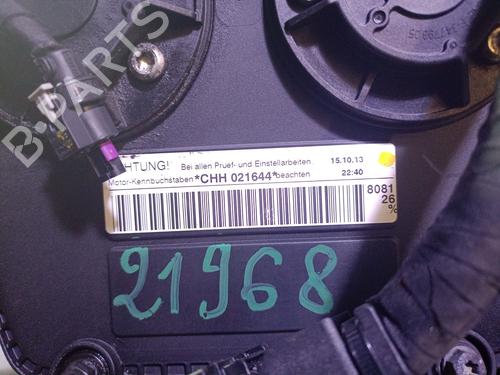 B-PARTS
CHTUNG! Bei allen Pruef- und Einstellarbeiten. 15.10.13
Motor-Kennbuchstaben *CHH 021644* beachten 22:40
8081
26
%
21968